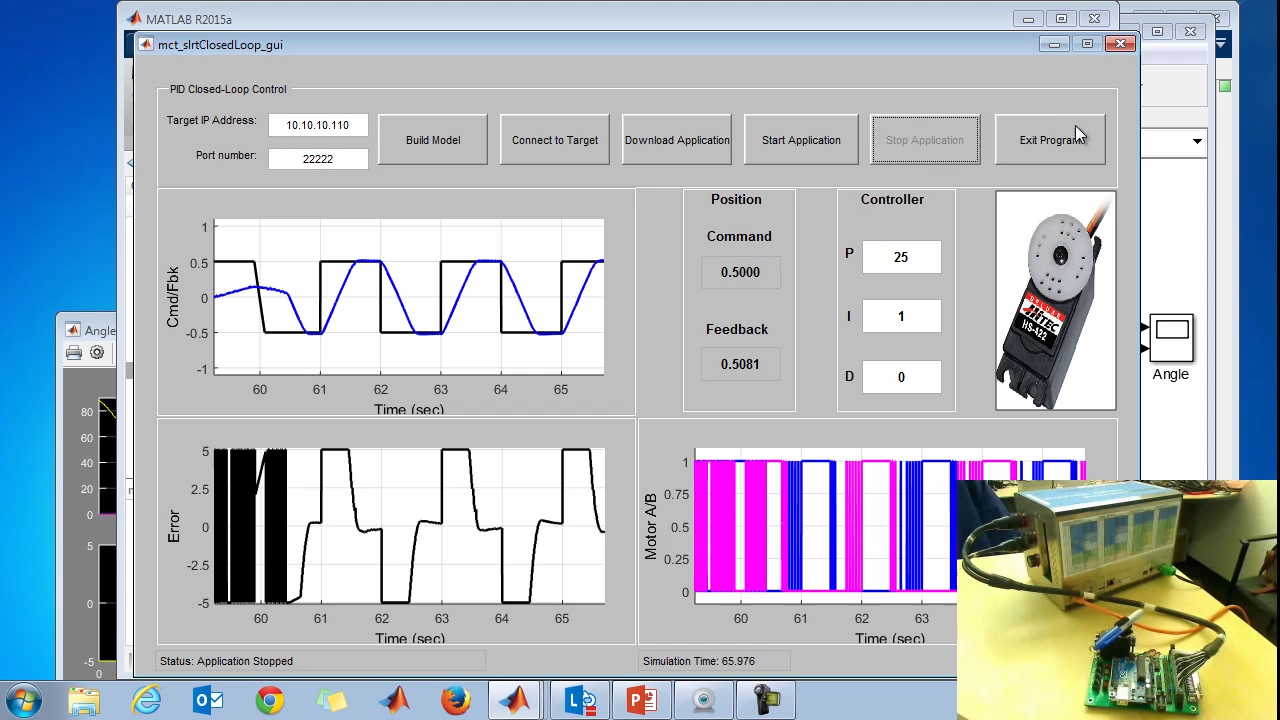 MATLAB R2015a
mct_slrtClosedLoop_gui
PID Closed-Loop Control
Target IP Address:
10.10.10.110
Port number:
22222
Build Model
Connect to Target
Download Application
Start Application
Stop Application
Exit Program
Cmd/Fbk
1
0.5
0
-0.5
-1
60 61 62 63 64 65
Time (sec)
Position
Command
0.5000
Feedback
0.5081
Controller
P 25
I 1
D 0
HITEC
HS-422
Angle
80
60
40
20
0
5
0
-5
0
Angle
Error
5
2.5
0
-2.5
-5
60 61 62 63 64 65
Time (sec)
Motor A/B
1
0.75
0.5
0.25
0
60 61 62 63
Time (sec)
Status: Application Stopped
Simulation Time: 65.976